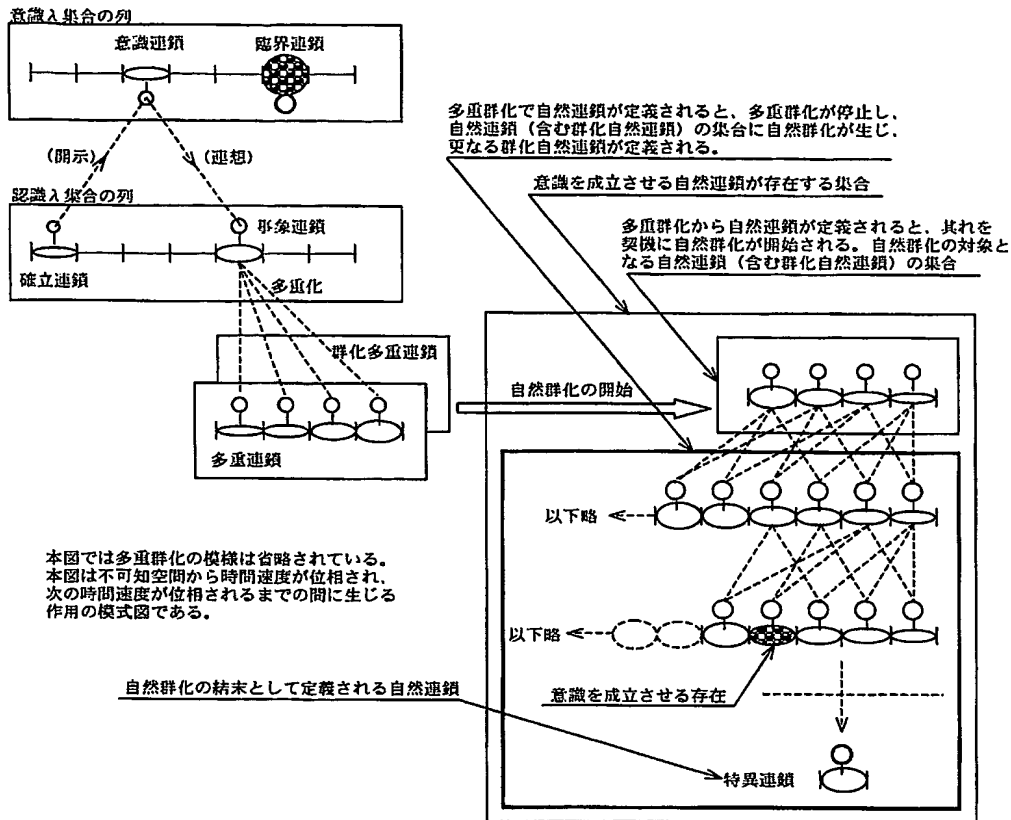 意識入集合の列
意識連鎖
臨界連鎖
(開示)
(連想)
認識入集合の列
形象連鎖
確立連鎖
多重化
群化多重連鎖
多重連鎖
多重群化で自然連鎖が定義されると、多重群化が停止し、
自然連鎖(含む群化自然連鎖)の集合に自然群化が生じ、
更なる群化自然連鎖が定義される。
意識を成立させる自然連鎖が存在する集合
多重群化から自然連鎖が定義されると、其れを
契機に自然群化が開始される。自然群化の対象と
なる自然連鎖(含む群化自然連鎖)の集合
自然群化の開始
以下略
以下略
本図では多重群化の模様は省略されている。
本図は不可知空間から時間速度が位相され、
次の時間速度が位相されるまでの間に生じる
作用の模式図である。
自然群化の結末として定義される自然連鎖
意識を成立させる存在
特異連鎖